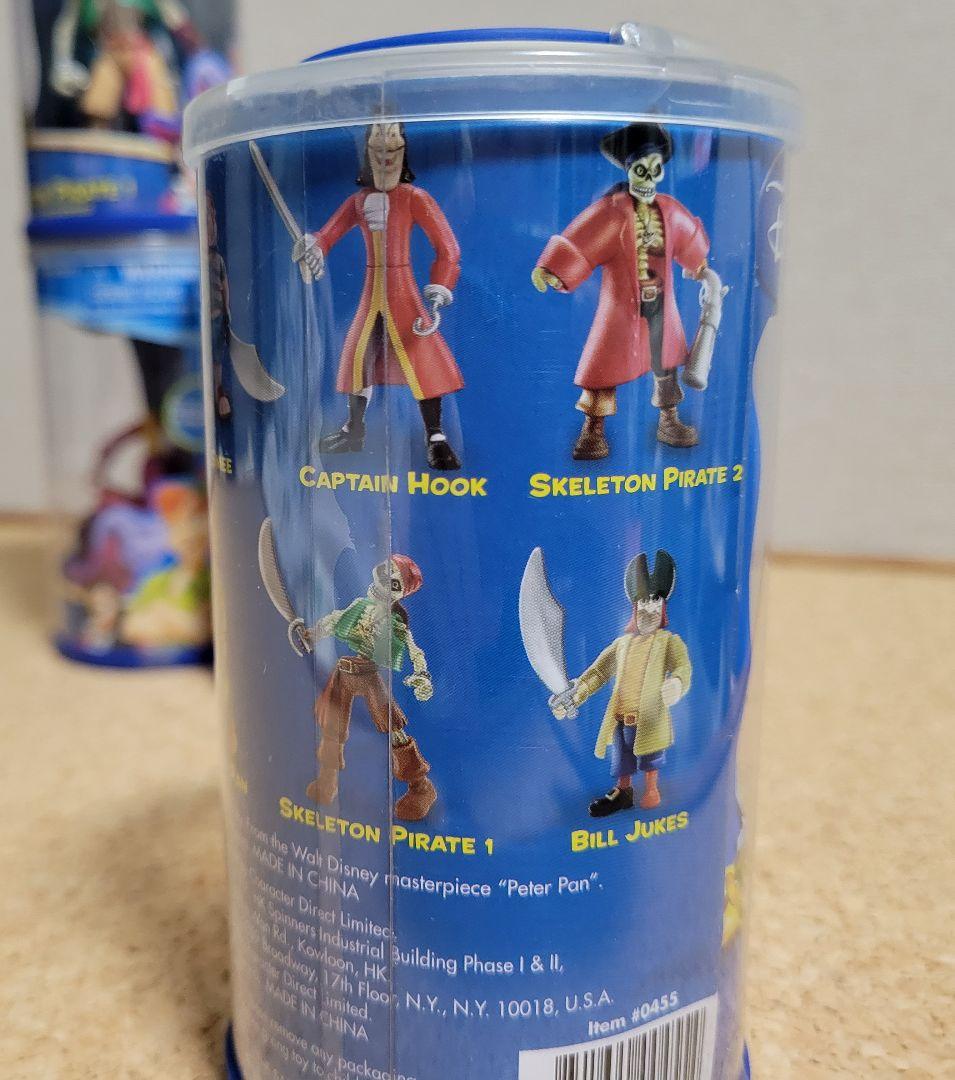 CAPTAIN HOOK
SKELETON PIRATE 2
SKELETON PIRATE 1
BILL JUKES
from the Walt Disney masterpiece "Peter Pan".
MADE IN CHINA
Character Direct Limited.
Spinners Industrial Building Phase I & II,
Rd., Kowloon, HK
Broadway, 17th Floor, N.Y., N.Y. 10018, U.S.A.
Direct Limited.
MADE IN CHINA
Item #0455
remove any packaging
toy to